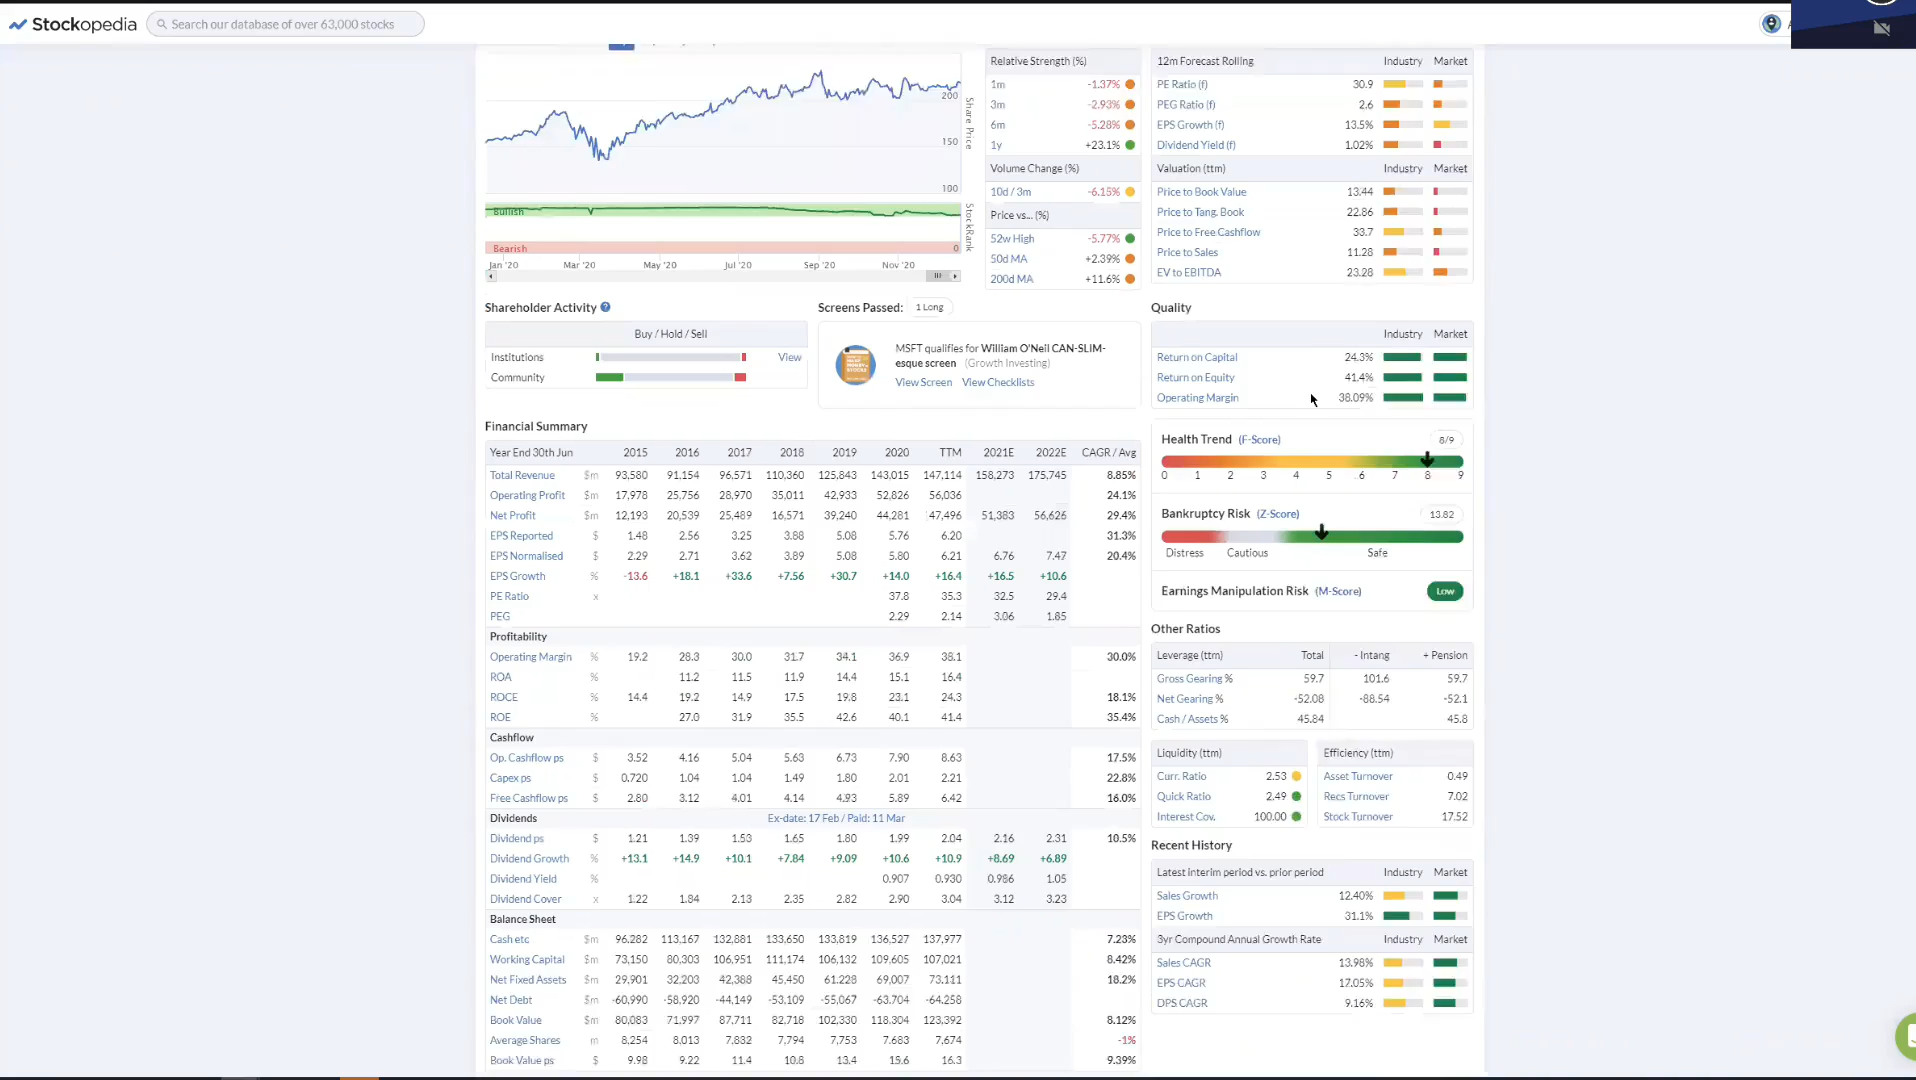 Stockopedia
Search our database of over 63,000 stocks
200
150
100
Share Price
Bullish
Bearish
0
StockRank
Jan '20 Mar '20 May '20 Jul '20 Sep '20 Nov '20
Relative Strength (%)
1m -1.37%
3m -2.93%
6m -5.28%
1y +23.1%
Volume Change (%)
10d / 3m -6.15%
Price vs... (%)
52w High -5.77%
50d MA +2.39%
200d MA +11.6%
12m Forecast Rolling Industry Market
PE Ratio (f) 30.9
PEG Ratio (f) 2.6
EPS Growth (f) 13.5%
Dividend Yield (f) 1.02%
Valuation (ttm) Industry Market
Price to Book Value 13.44
Price to Tang. Book 22.86
Price to Free Cashflow 33.7
Price to Sales 11.28
EV to EBITDA 23.28
Shareholder Activity ?
Buy / Hold / Sell
Institutions View
Community
Screens Passed: 1 Long
MSFT qualifies for William O'Neil CAN-SLIM-
esque screen (Growth Investing)
View Screen View Checklists
Quality
Industry Market
Return on Capital 24.3%
Return on Equity 41.4%
Operating Margin 38.09%
Financial Summary
Year End 30th Jun 2015 2016 2017 2018 2019 2020 TTM 2021E 2022E CAGR / Avg
Total Revenue $m 93,580 91,154 96,571 110,360 125,843 143,015 147,114 158,273 175,745 8.85%
Operating Profit $m 17,978 25,756 28,970 35,011 42,933 52,826 56,036 24.1%
Net Profit $m 12,193 20,539 25,489 16,571 39,240 44,281 47,496 51,383 56,626 29.4%
EPS Reported $ 1.48 2.56 3.25 3.88 5.08 5.76 6.20 31.3%
EPS Normalised $ 2.29 2.71 3.62 3.89 5.08 5.80 6.21 6.76 7.47 20.4%
EPS Growth % -13.6 +18.1 +33.6 +7.56 +30.7 +14.0 +16.4 +16.5 +10.6
PE Ratio x 37.8 35.3 32.5 29.4
PEG 2.29 2.14 3.06 1.85
Profitability
Operating Margin % 19.2 28.3 30.0 31.7 34.1 36.9 38.1 30.0%
ROA % 11.2 11.5 11.9 14.4 15.1 16.4
ROCE % 14.4 19.2 14.9 17.5 19.8 23.1 24.3 18.1%
ROE % 27.0 31.9 35.5 42.6 40.1 41.4 35.4%
Cashflow
Op. Cashflow ps $ 3.52 4.16 5.04 5.63 6.73 7.90 8.63 17.5%
Capex ps $ 0.720 1.04 1.04 1.49 1.80 2.01 2.21 22.8%
Free Cashflow ps $ 2.80 3.12 4.01 4.14 4.93 5.89 6.42 16.0%
Dividends Ex-date: 17 Feb / Paid: 11 Mar
Dividend ps $ 1.21 1.39 1.53 1.65 1.80 1.99 2.04 2.16 2.31 10.5%
Dividend Growth % +13.1 +14.9 +10.1 +7.84 +9.09 +10.6 +10.9 +8.69 +6.89
Dividend Yield % 0.907 0.930 0.986 1.05
Dividend Cover x 1.22 1.84 2.13 2.35 2.82 2.90 3.04 3.12 3.23
Balance Sheet
Cash etc $m 96,282 113,167 132,881 133,650 133,819 136,527 137,977 7.23%
Working Capital $m 73,150 80,303 106,951 111,174 106,132 109,605 107,021 8.42%
Net Fixed Assets $m 29,901 32,203 42,388 45,450 61,228 69,007 73,111 18.2%
Net Debt $m -60,990 -58,920 -44,149 -53,109 -55,067 -63,704 -64,258
Book Value $m 80,083 71,997 87,711 82,718 102,330 118,304 123,392 8.12%
Average Shares m 8,254 8,013 7,832 7,794 7,753 7,683 7,674 -1%
Book Value ps $ 9.98 9.22 11.4 10.8 13.4 15.6 16.3 9.39%
Health Trend (F-Score) 8/9
0 1 2 3 4 5 6 7 8 9
Bankruptcy Risk (Z-Score) 13.82
Distress Cautious Safe
Earnings Manipulation Risk (M-Score) Low
Other Ratios
Leverage (ttm) Total - Intang + Pension
Gross Gearing % 59.7 101.6 59.7
Net Gearing % -52.08 -88.54 -52.1
Cash / Assets % 45.84 45.8
Liquidity (ttm)
Curr. Ratio 2.53
Quick Ratio 2.49
Interest Cov. 100.00
Efficiency (ttm)
Asset Turnover 0.49
Recs Turnover 7.02
Stock Turnover 17.52
Recent History
Latest interim period vs. prior period Industry Market
Sales Growth 12.40%
EPS Growth 31.1%
3yr Compound Annual Growth Rate Industry Market
Sales CAGR 13.98%
EPS CAGR 17.05%
DPS CAGR 9.16%